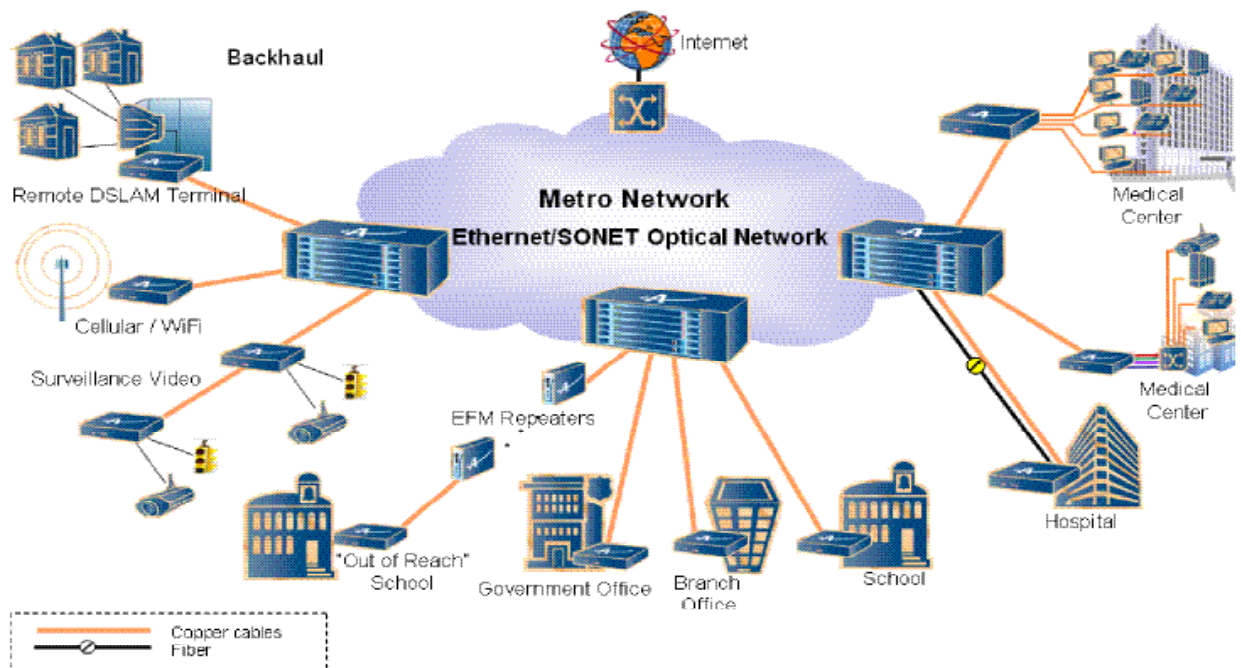 Backhaul
Internet
Remote DSLAM Terminal
Metro Network
Ethernet/SONET Optical Network
Medical
Center
Cellular / WiFi
Surveillance Video
EFM Repeaters
Medical
Center
Hospital
"Out of Reach"
School
Government Office
Branch
Office
School
Copper cables
Fiber